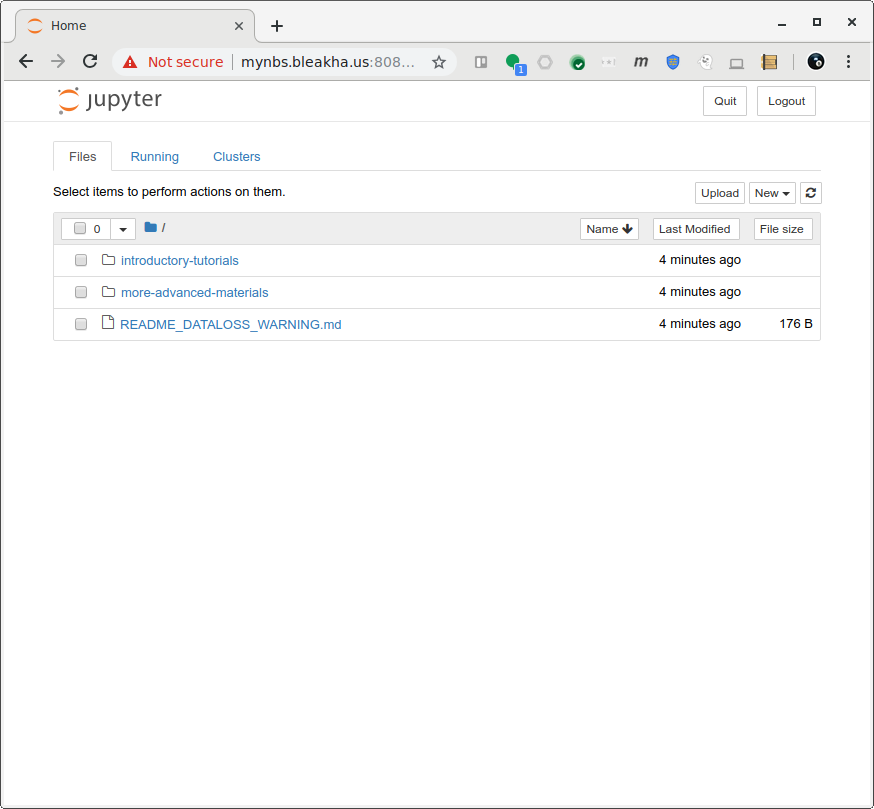 Home
Not secure mynbs.bleakha.us:808...
1
m
jupyter
Quit Logout
Files Running Clusters
Select items to perform actions on them.
Upload New
0 / Name Last Modified File size
introductory-tutorials 4 minutes ago
more-advanced-materials 4 minutes ago
README_DATALOSS_WARNING.md 4 minutes ago 176 B